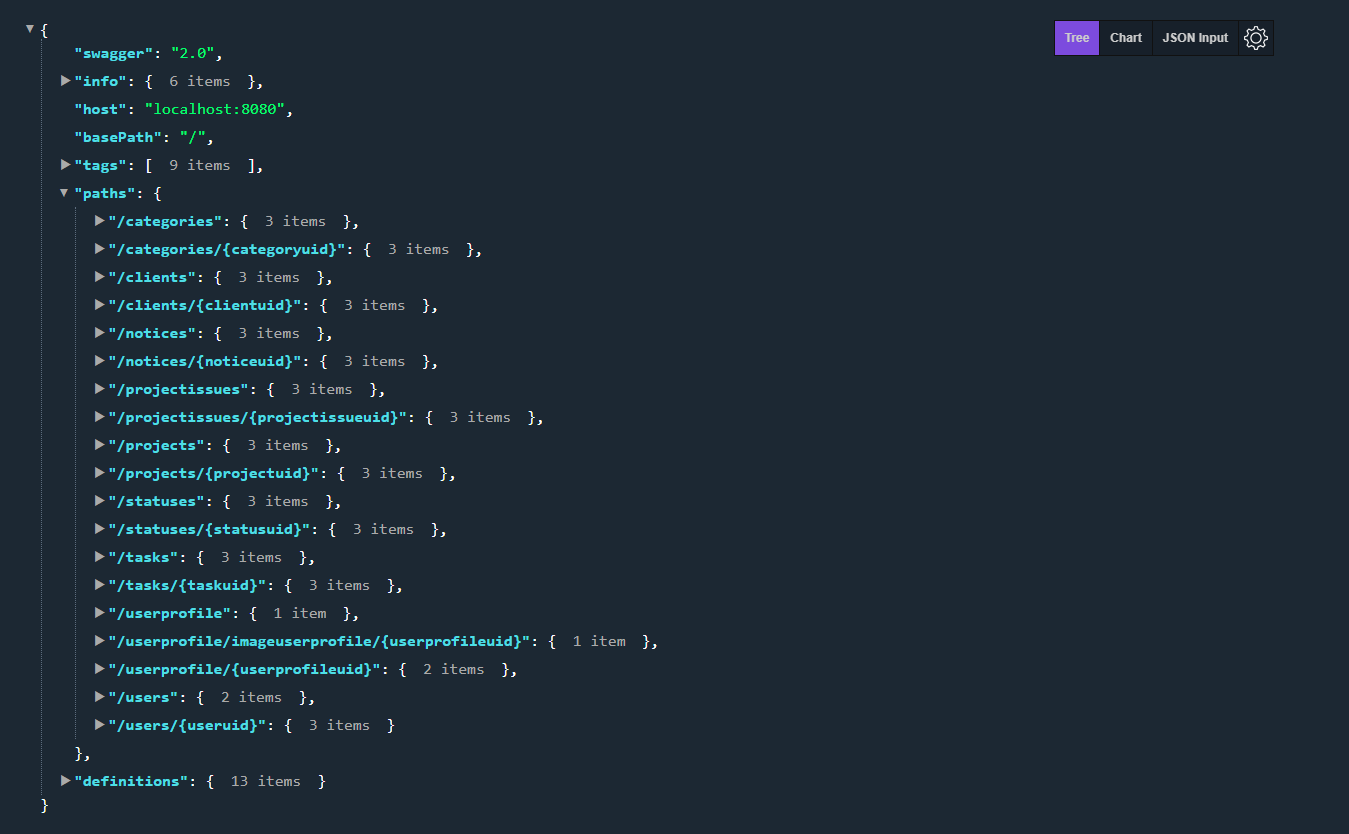 {
Tree Chart JSON Input
"swagger": "2.0",
"info": { 6 items },
"host": "localhost:8080",
"basePath": "/",
"tags": [ 9 items ],
"paths": {
"/categories": { 3 items },
"/categories/{categoryuid}": { 3 items },
"/clients": { 3 items },
"/clients/{clientuid}": { 3 items },
"/notices": { 3 items },
"/notices/{noticeuid}": { 3 items },
"/projectissues": { 3 items },
"/projectissues/{projectissueuid}": { 3 items },
"/projects": { 3 items },
"/projects/{projectuid}": { 3 items },
"/statuses": { 3 items },
"/statuses/{statusuid}": { 3 items },
"/tasks": { 3 items },
"/tasks/{taskuid}": { 3 items },
"/userprofile": { 1 item },
"/userprofile/imageuserprofile/{userprofileuid}": { 1 item },
"/userprofile/{userprofileuid}": { 2 items },
"/users": { 2 items },
"/users/{useruid}": { 3 items }
},
"definitions": { 13 items }
}